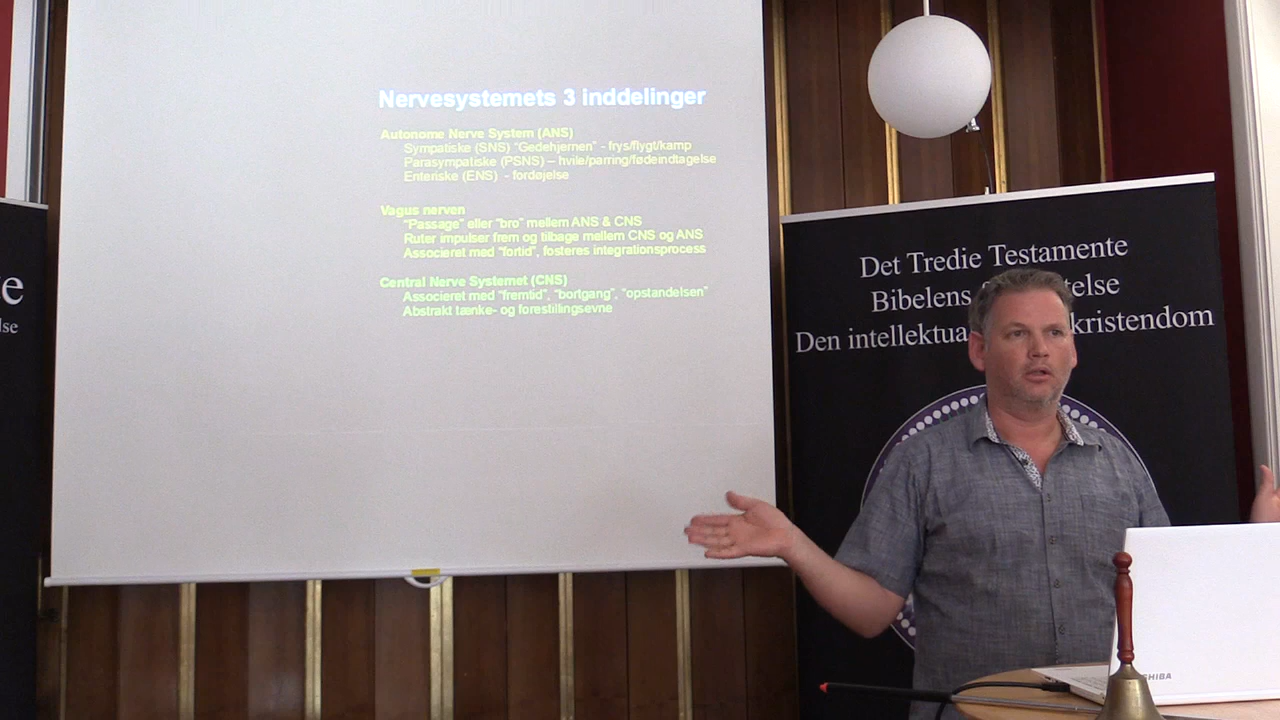 Nervesystemets 3 inddelinger
Autonome Nerve System (ANS)
Sympatiske (SNS) "Gedehjernen" - frys/flygt/kamp
Parasympatiske (PSNS) – hvile/parring/fødeindtagelse
Enteriske (ENS) - fordøjelse
Vagus nerven
"Passage" eller "bro" mellem ANS & CNS
Ruter impulser frem og tilbage mellem CNS og ANS
Associeret med "fortid", fosteres integrationsprocess
Central Nerve Systemet (CNS)
Associeret med "fremtid", "bortgang", "opstandelsen"
Abstrakt tænke- og forestillingsevne
Det Tredie Testamente
Bibelens
Den kristendom